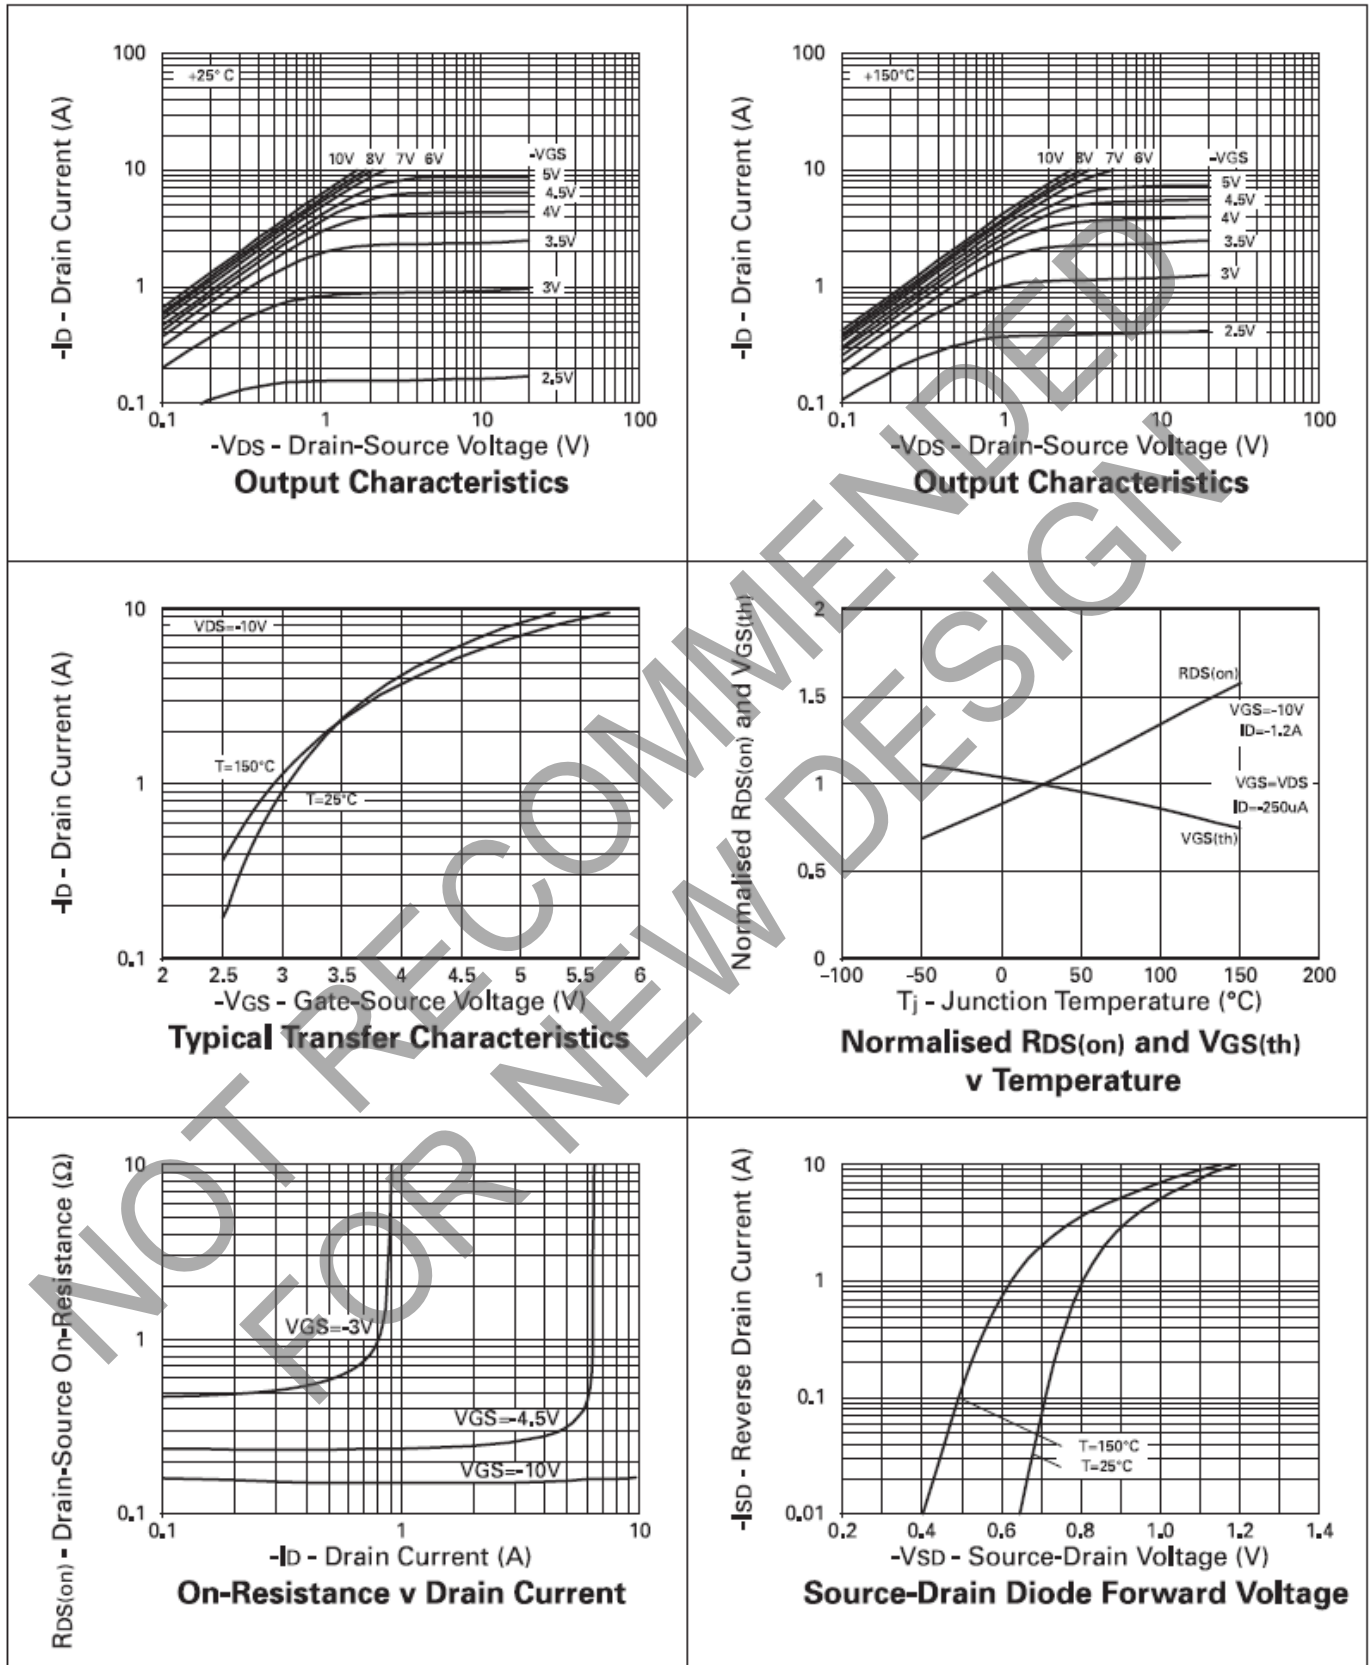 100
10
1
0.1
-ID - Drain Current (A)
+25° C
10V 8V 7V 6V
-VGS
5V
4.5V
4V
3.5V
3V
2.5V
0.1 1 10 100
-VDS - Drain-Source Voltage (V)
Output Characteristics
100
10
1
0.1
-ID - Drain Current (A)
+150°C
10V 8V 7V 6V
-VGS
5V
4.5V
4V
3.5V
3V
2.5V
0.1 1 10 100
-VDS - Drain-Source Voltage (V)
Output Characteristics
10
1
0.1
-ID - Drain Current (A)
VDS=-10V
T=150°C
T=25°C
2 2.5 3 3.5 4 4.5 5 5.5 6
-VGS - Gate-Source Voltage (V)
Typical Transfer Characteristics
2
1.5
1
0.5
0
Normalised RDS(on) and VGS(th)
RDS(on)
VGS=-10V
ID=-1.2A
VGS=VDS
ID=-250uA
VGS(th)
-100 -50 0 50 100 150 200
Tj - Junction Temperature (°C)
Normalised RDS(on) and VGS(th)
v Temperature
10
1
0.1
RDS(on) - Drain-Source On-Resistance (Ω)
VGS=-3V
VGS=-4.5V
VGS=-10V
0.1 1 10
-ID - Drain Current (A)
On-Resistance v Drain Current
10
1
0.1
0.01
-ISD - Reverse Drain Current (A)
T=150°C
T=25°C
0.2 0.4 0.6 0.8 1.0 1.2 1.4
-VSD - Source-Drain Voltage (V)
Source-Drain Diode Forward Voltage
NOT RECOMMENDED
FOR NEW DESIGN